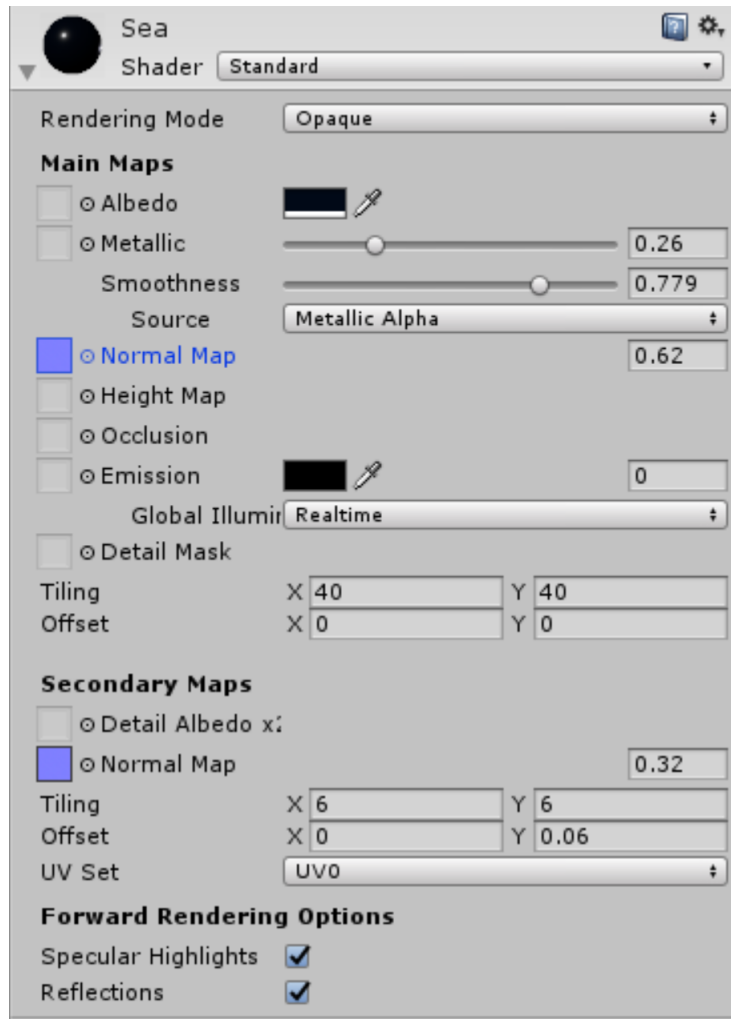 Sea
Shader Standard
Rendering Mode Opaque
Main Maps
Albedo
Metallic 0.26
Smoothness 0.779
Source Metallic Alpha
Normal Map 0.62
Height Map
Occlusion
Emission 0
Global Illumin Realtime
Detail Mask
Tiling X 40 Y 40
Offset X 0 Y 0
Secondary Maps
Detail Albedo x2
Normal Map 0.32
Tiling X 6 Y 6
Offset X 0 Y 0.06
UV Set UV0
Forward Rendering Options
Specular Highlights
Reflections